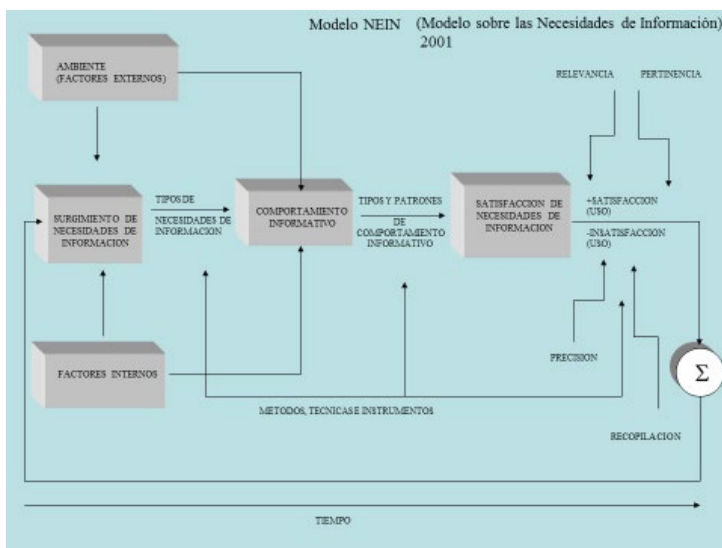 Modelo NEIN (Modelo sobre las Necesidades de Información)
2001
AMBIENTE
(FACTORES EXTERNOS)
RELEVANCIA
PERTINENCIA
SURGIMIENTO DE
NECESIDADES DE
INFORMACION
TIPOS DE
NECESIDADES DE
INFORMACION
COMPORTAMIENTO
INFORMATIVO
TIPOS Y PATRONES
DE
COMPORTAMIENTO
INFORMATIVO
SATISFACCION DE
NECESIDADES DE
INFORMACION
+SATISFACCION
(USO)
-INSATISFACCION
(USO)
FACTORES INTERNOS
PRECISION
Σ
METODOS, TECNICAS E INSTRUMENTOS
RECOPILACION
TIEMPO